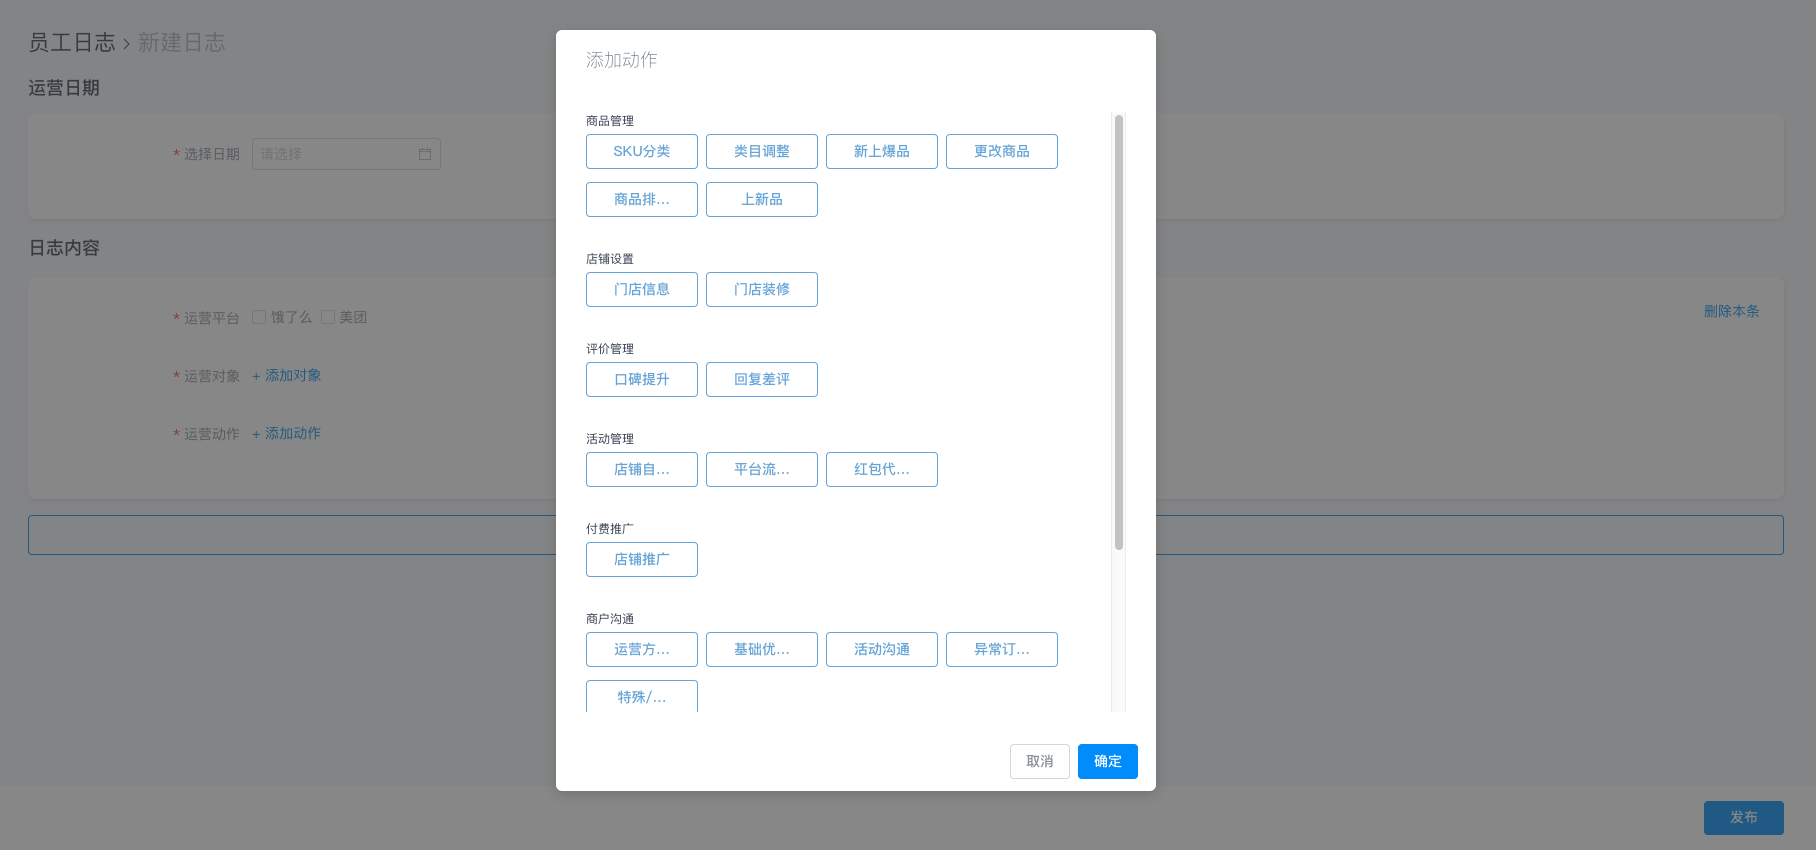 员工日志 > 新建日志
运营日期
* 选择日期 请选择
日志内容
* 运营平台 饿了么 美团
删除本条
* 运营对象 + 添加对象
* 运营动作 + 添加动作
添加动作
商品管理
SKU分类 类目调整 新上爆品 更改商品
商品排... 上新品
店铺设置
门店信息 门店装修
评价管理
口碑提升 回复差评
活动管理
店铺自... 平台流... 红包代...
付费推广
店铺推广
商户沟通
运营方... 基础优... 活动沟通 异常订...
特殊/...
取消 确定
发布